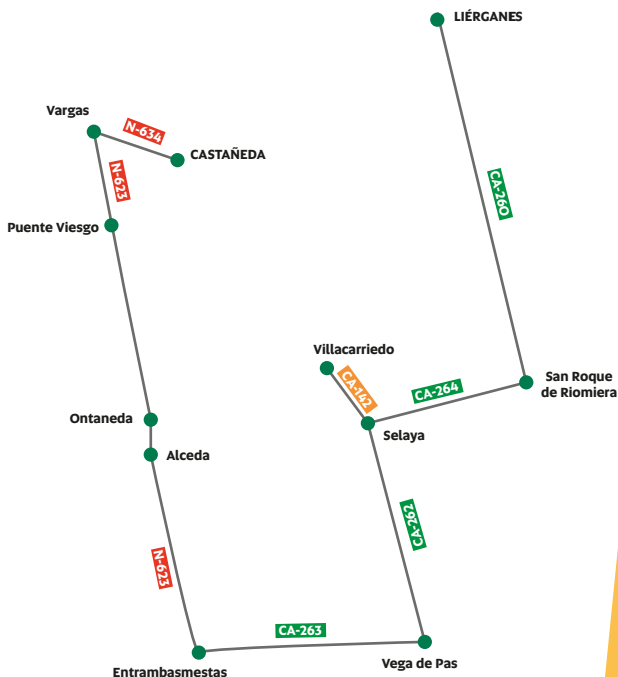 LIÉRGANES
Vargas
N-634
CASTAÑEDA
N-623
CA-260
Puente Viesgo
Villacarriedo
CA-142
CA-264
San Roque
de Riomiera
Ontaneda
Selaya
Alceda
CA-262
N-623
CA-263
Vega de Pas
Entrambasmestas